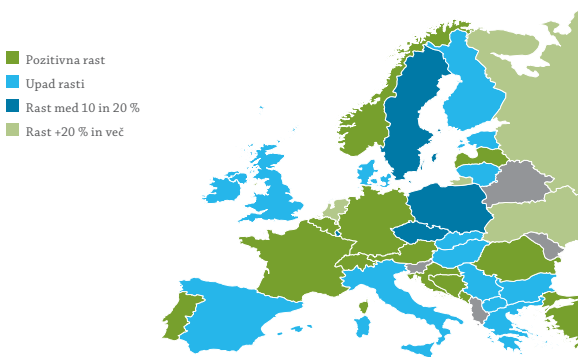 Pozitivna rast
Upad rasti
Rast med 10 in 20 %
Rast +20 % in več